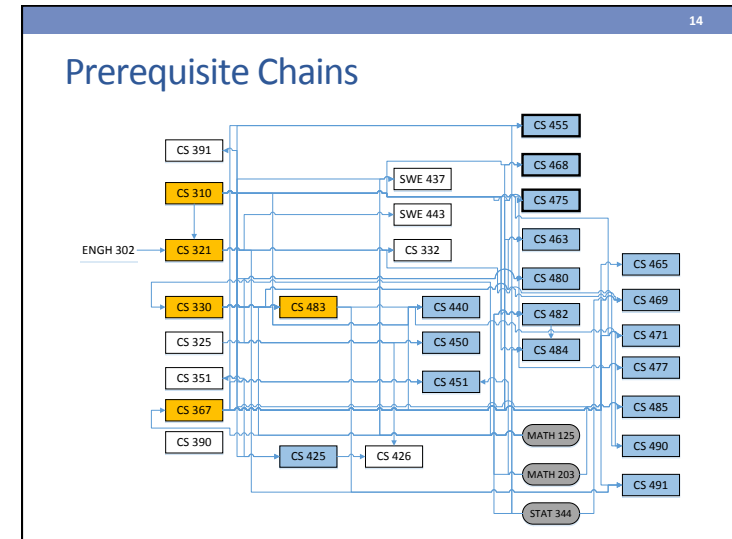 14
Prerequisite Chains
CS 455
CS 391
CS 468
SWE 437
CS 310
CS 475
SWE 443
CS 463
ENGH 302
CS 321
CS 332
CS 465
CS 480
CS 469
CS 330
CS 483
CS 440
CS 482
CS 471
CS 325
CS 450
CS 484
CS 477
CS 351
CS 451
CS 485
CS 367
MATH 125
CS 390
CS 490
CS 425
CS 426
MATH 203
CS 491
STAT 344